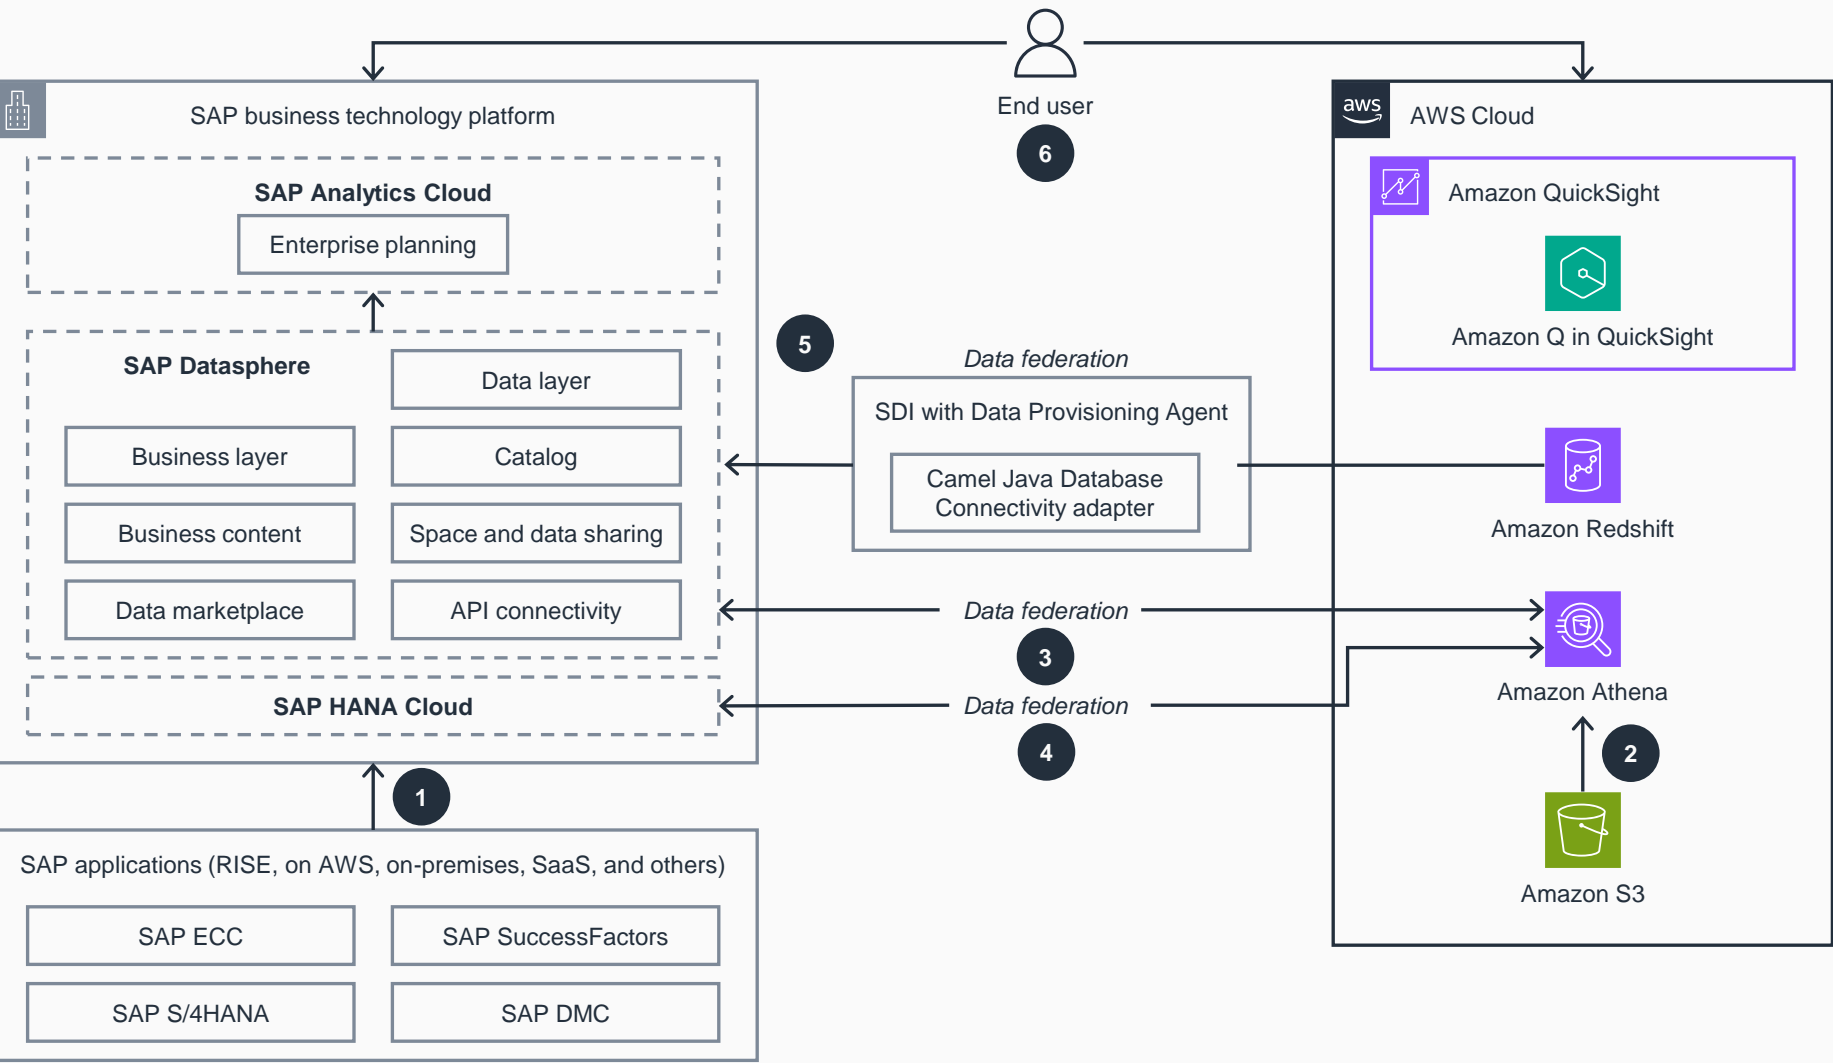 End user
6
SAP business technology platform
SAP Analytics Cloud
Enterprise planning
SAP Datasphere
Data layer
Business layer
Catalog
Business content
Space and data sharing
Data marketplace
API connectivity
SAP HANA Cloud
1
SAP applications (RISE, on AWS, on-premises, SaaS, and others)
SAP ECC
SAP SuccessFactors
SAP S/4HANA
SAP DMC
5
Data federation
SDI with Data Provisioning Agent
Camel Java Database
Connectivity adapter
Data federation
3
Data federation
4
aws
AWS Cloud
Amazon QuickSight
Amazon Q in QuickSight
Amazon Redshift
Amazon Athena
2
Amazon S3